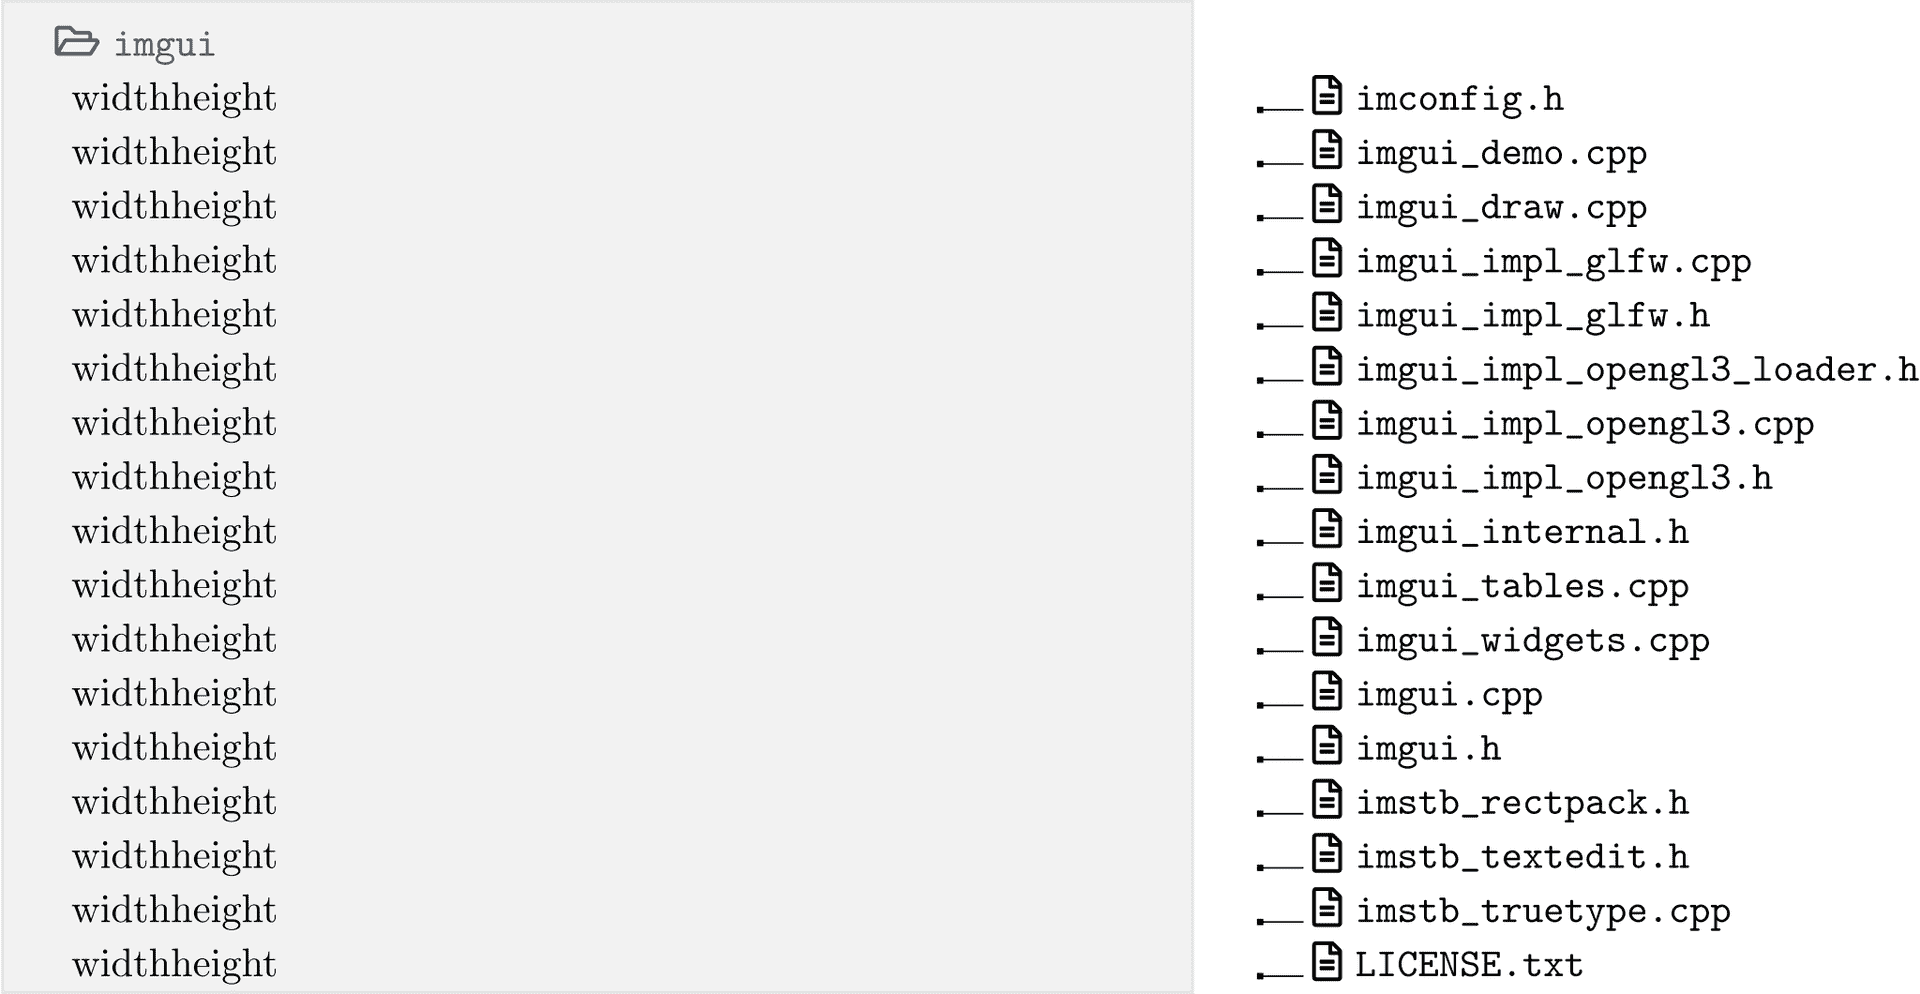 imgui
widthheight imconfig.h
widthheight imgui_demo.cpp
widthheight imgui_draw.cpp
widthheight imgui_impl_glfw.cpp
widthheight imgui_impl_glfw.h
widthheight imgui_impl_opengl3_loader.h
widthheight imgui_impl_opengl3.cpp
widthheight imgui_impl_opengl3.h
widthheight imgui_internal.h
widthheight imgui_tables.cpp
widthheight imgui_widgets.cpp
widthheight imgui.cpp
widthheight imgui.h
widthheight imstb_rectpack.h
widthheight imstb_textedit.h
widthheight imstb_truetype.cpp
widthheight LICENSE.txt